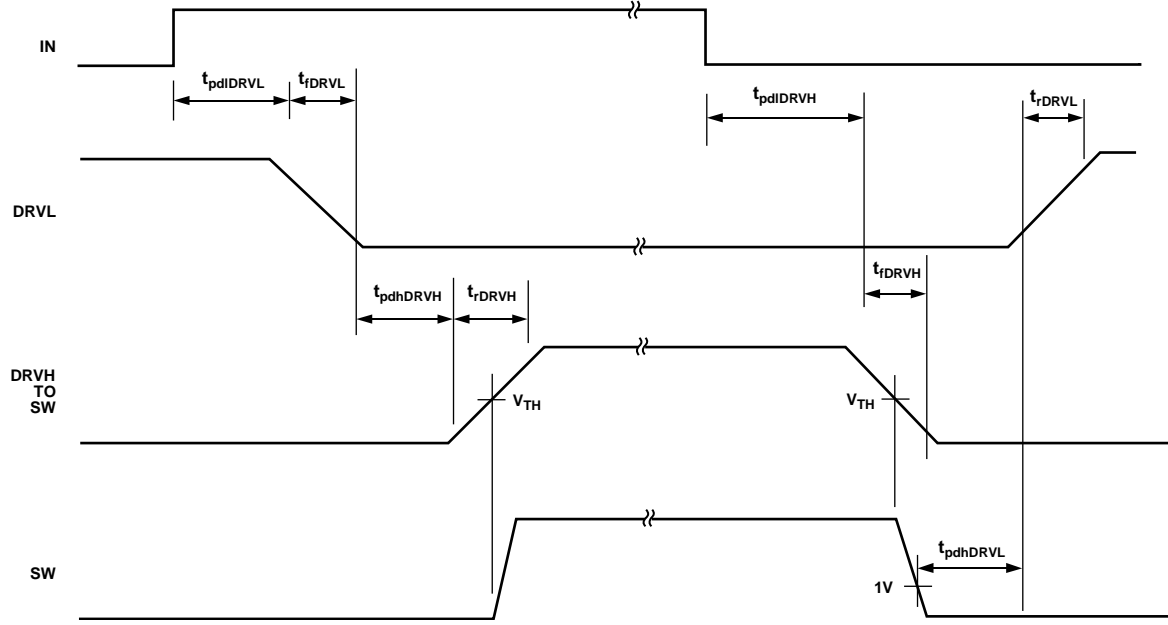 IN
tpdlDRVL
tfDRVL
tpdlDRVH
trDRVL
DRVL
tfDRVH
tpdhDRVH
trDRVH
DRVH
TO
SW
VTH
VTH
tpdhDRVL
SW
1V